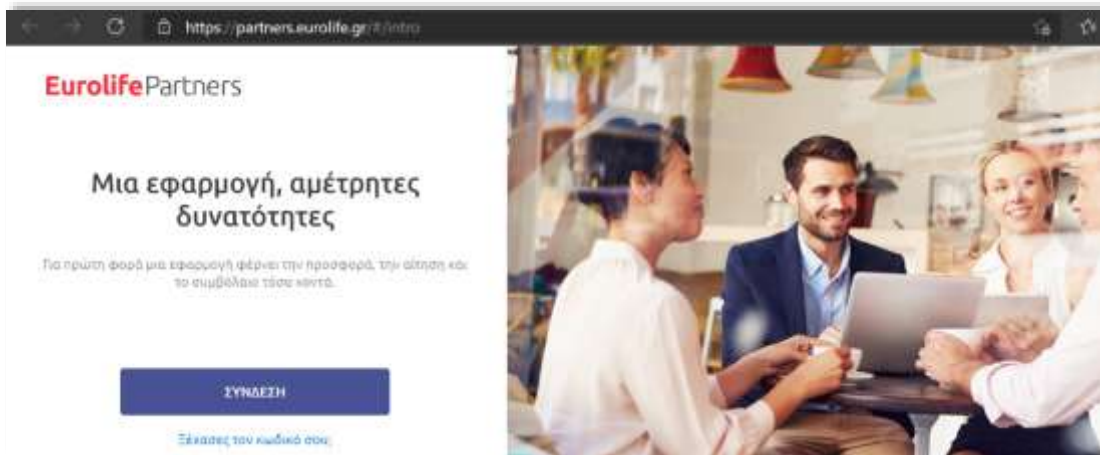 https://partners.eurolife.gr/#/intro
EurolifePartners
Μια εφαρμογή, αμέτρητες
δυνατότητες
Για πρώτη φορά μια εφαρμογή φέρνει την προσφορά, την αίτηση και
το συμβόλαιο τόσο κοντά.
ΣΥΝΔΕΣΗ
Ξέχασες τον κωδικό σου;